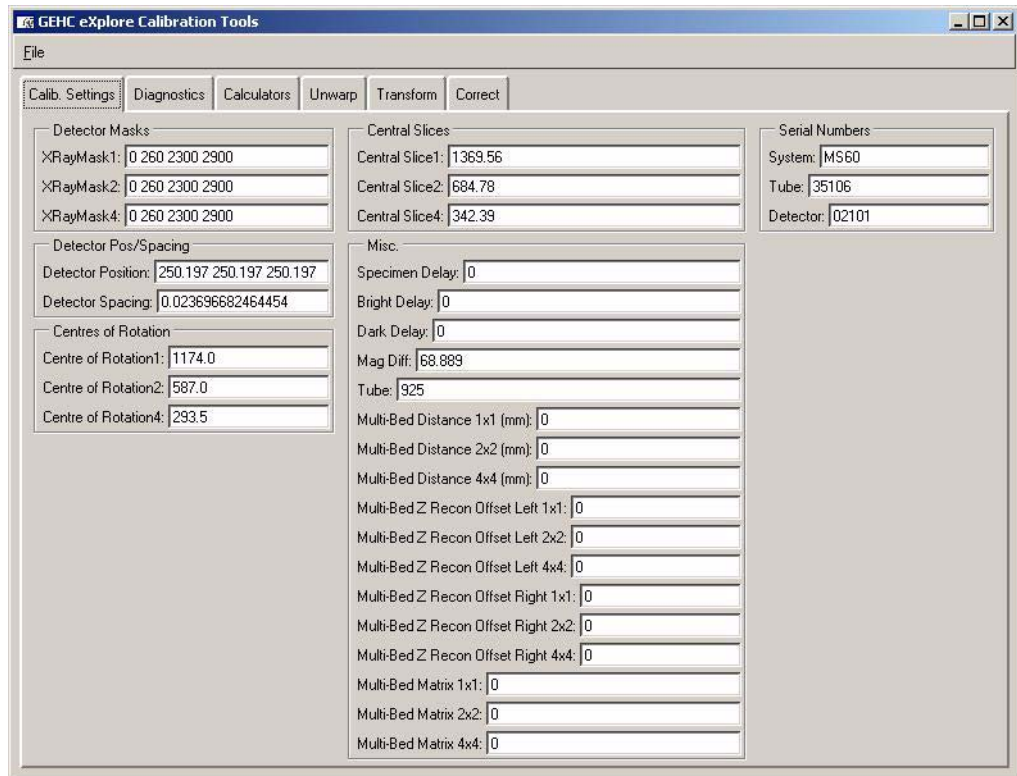 GEHC eXplore Calibration Tools
File
Calib. Settings Diagnostics Calculators Unwarp Transform Correct
Detector Masks
XRayMask1: 0 260 2300 2900
XRayMask2: 0 260 2300 2900
XRayMask4: 0 260 2300 2900
Detector Pos/Spacing
Detector Position: 250.197 250.197 250.197
Detector Spacing: 0.023696682464454
Centres of Rotation
Centre of Rotation1: 1174.0
Centre of Rotation2: 587.0
Centre of Rotation4: 293.5
Central Slices
Central Slice1: 1369.56
Central Slice2: 684.78
Central Slice4: 342.39
Misc.
Specimen Delay: 0
Bright Delay: 0
Dark Delay: 0
Mag Diff: 68.889
Tube: 925
Multi-Bed Distance 1x1 (mm): 0
Multi-Bed Distance 2x2 (mm): 0
Multi-Bed Distance 4x4 (mm): 0
Multi-Bed Z Recon Offset Left 1x1: 0
Multi-Bed Z Recon Offset Left 2x2: 0
Multi-Bed Z Recon Offset Left 4x4: 0
Multi-Bed Z Recon Offset Right 1x1: 0
Multi-Bed Z Recon Offset Right 2x2: 0
Multi-Bed Z Recon Offset Right 4x4: 0
Multi-Bed Matrix 1x1: 0
Multi-Bed Matrix 2x2: 0
Multi-Bed Matrix 4x4: 0
Serial Numbers
System: MS60
Tube: 35106
Detector: 02101